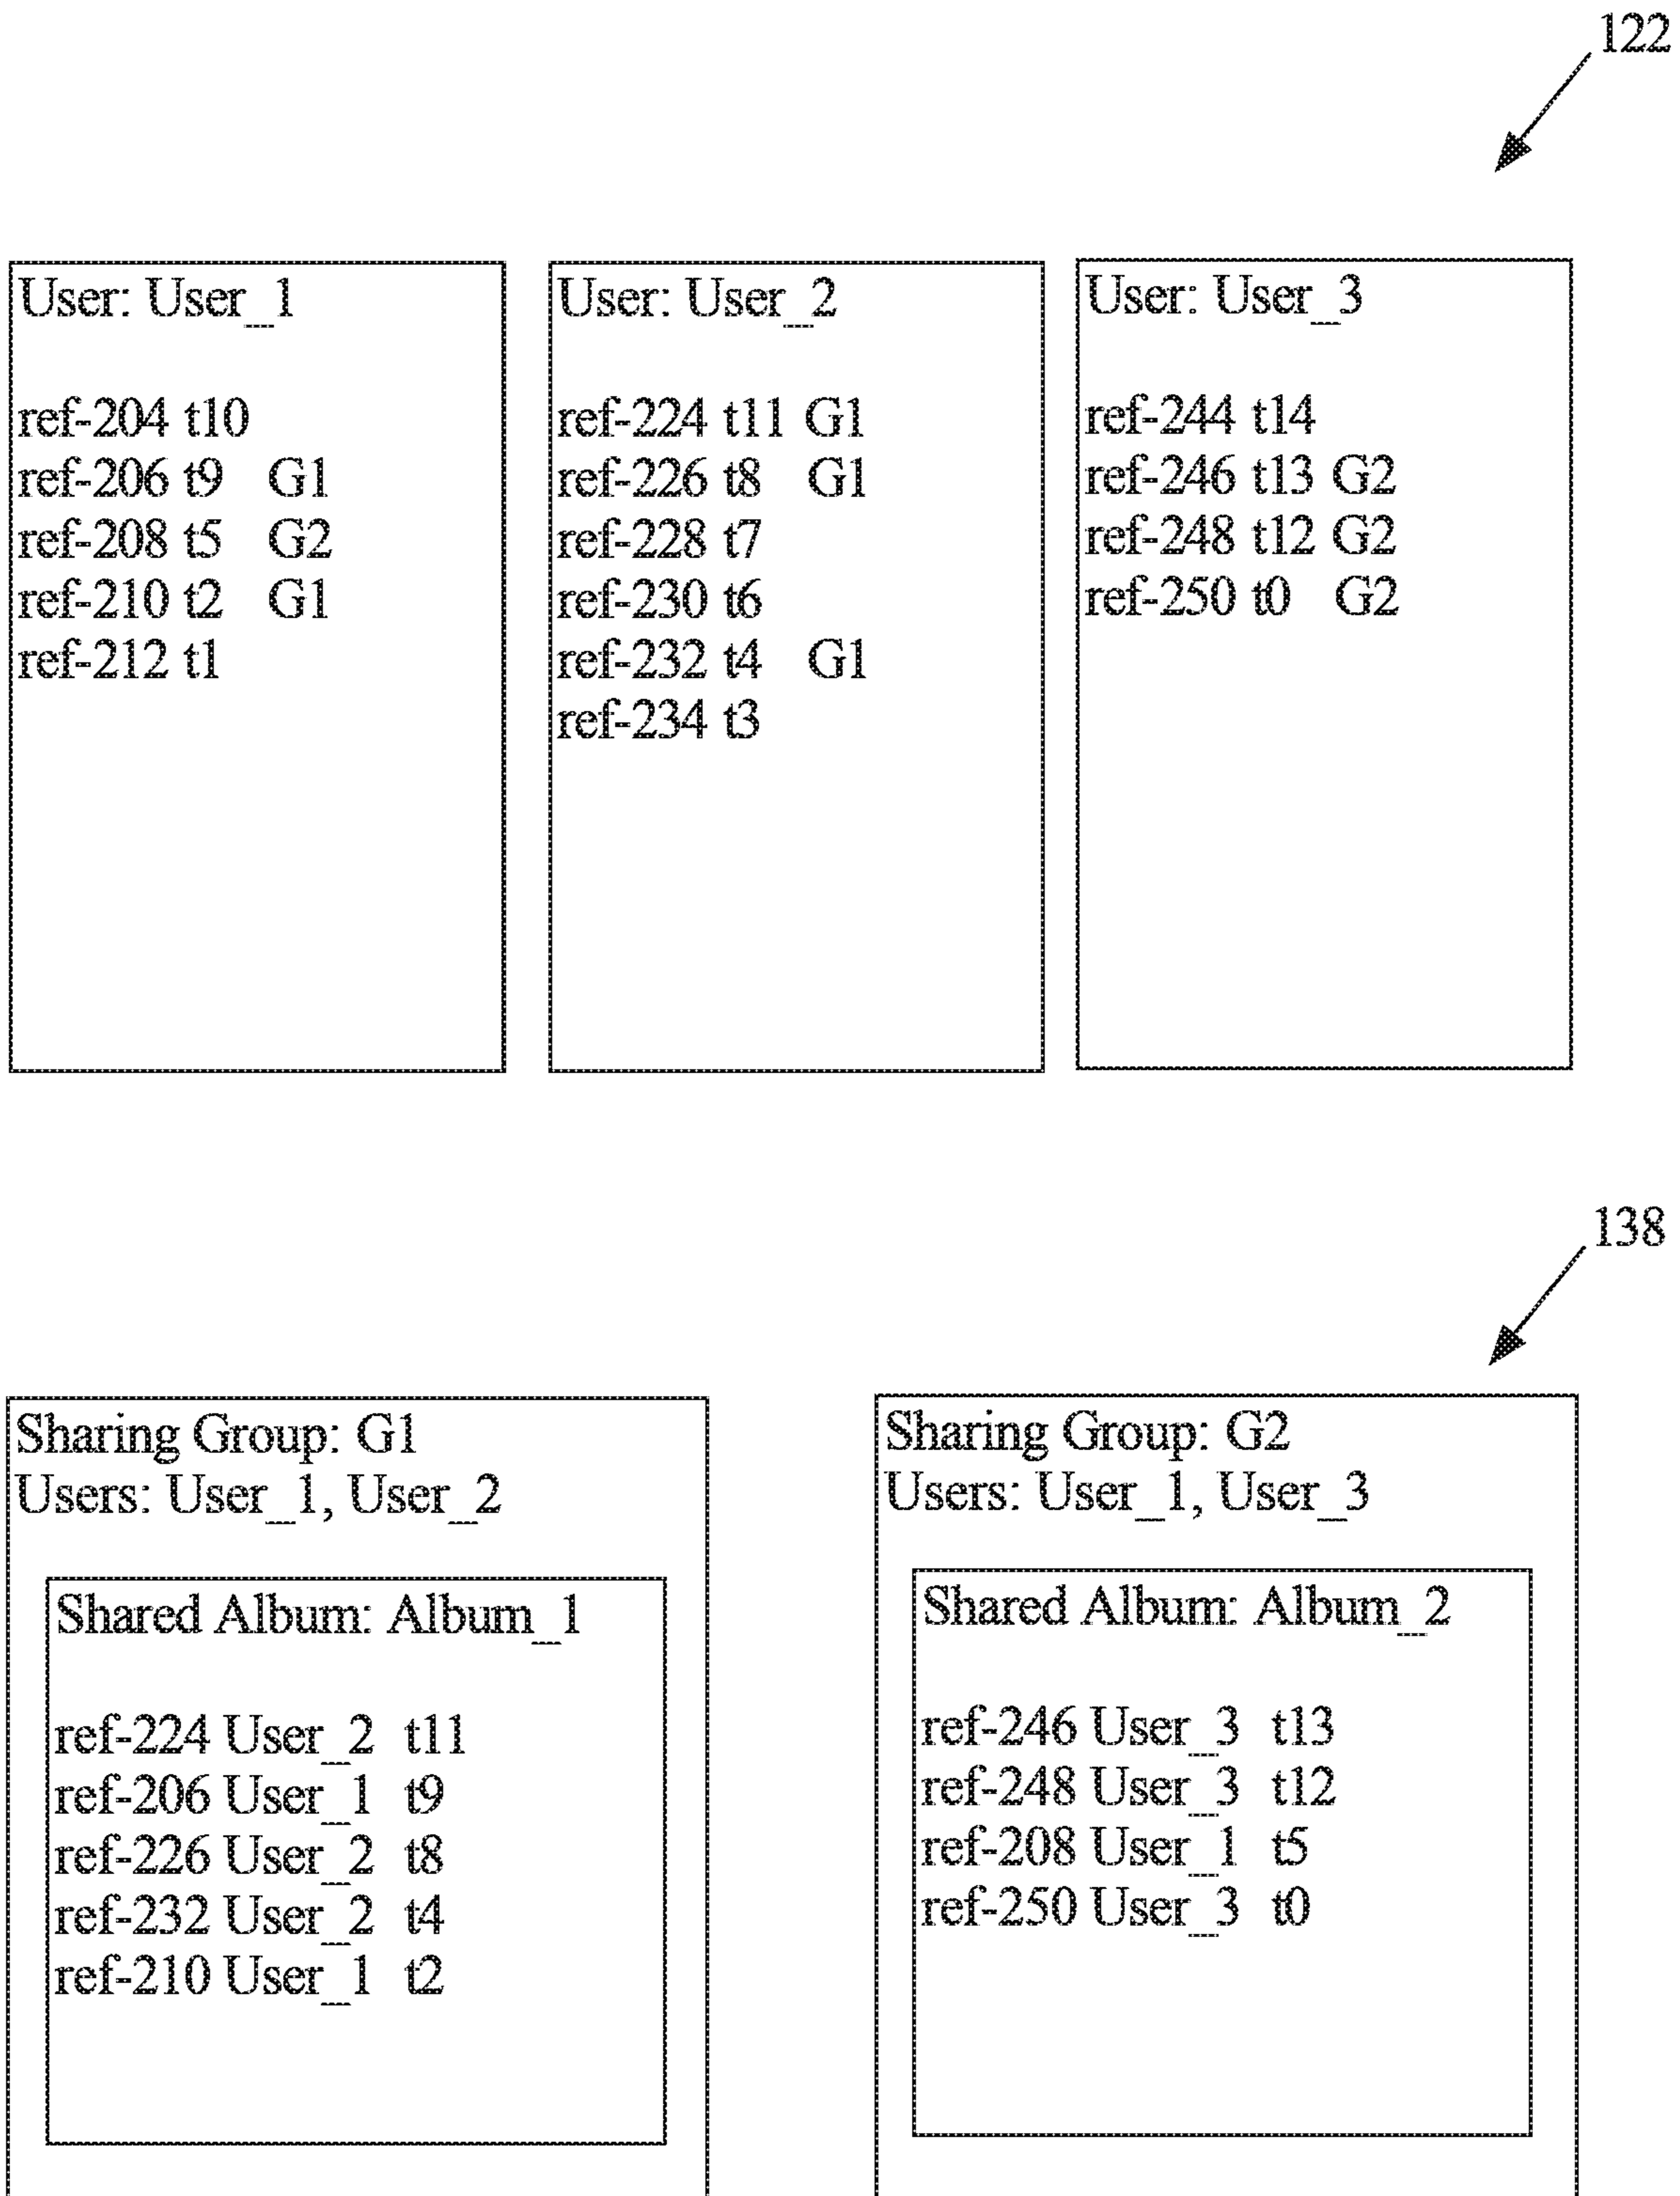 122
User: User_1
ref-204 t10
ref-206 t9 G1
ref-208 t5 G2
ref-210 t2 G1
ref-212 t1
User: User_2
ref-224 t11 G1
ref-226 t8 G1
ref-228 t7
ref-230 t6
ref-232 t4 G1
ref-234 t3
User: User_3
ref-244 t14
ref-246 t13 G2
ref-248 t12 G2
ref-250 t0 G2
138
Sharing Group: G1
Users: User_1, User_2
Shared Album: Album_1
ref-224 User_2 t11
ref-206 User_1 t9
ref-226 User_2 t8
ref-232 User_2 t4
ref-210 User_1 t2
Sharing Group: G2
Users: User_1, User_3
Shared Album: Album_2
ref-246 User_3 t13
ref-248 User_3 t12
ref-208 User_1 t5
ref-250 User_3 t0